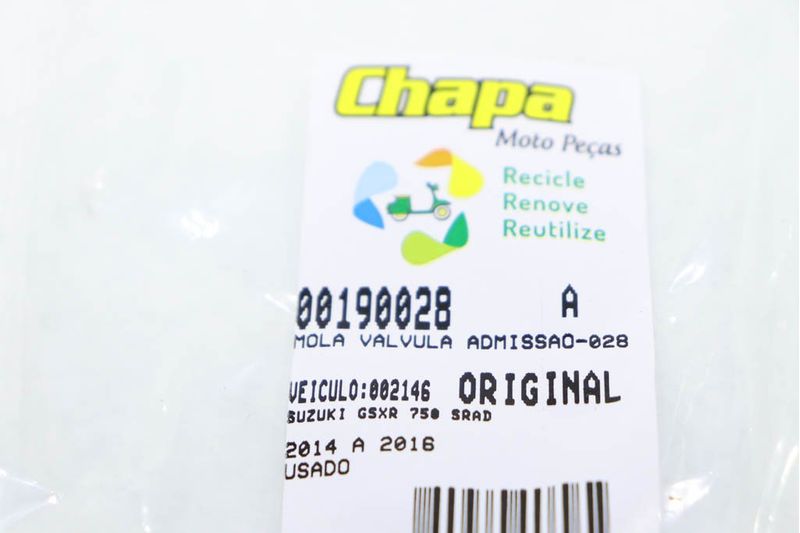 Chapa
Moto Peças
Recicle
Renove
Reutilize
00190028 A
MOLA VALVULA ADMISSAO-028
VEICULO:002146 ORIGINAL
SUZUKI GSXR 750 SRAD
2014 A 2016
USADO